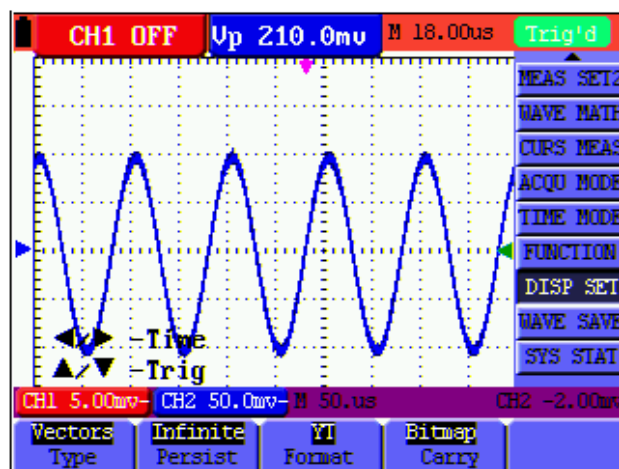 CH1 OFF Vp 210.0mv M 18.00us Trig'd
MEAS SET2
WAVE MATH
CURS MEAS
ACQU MODE
TIME MODE
FUNCTION
DISP SET
WAVE SAVE
SYS STAT
◀/▶ -Time
▲/▼ -Trig
CH1 5.00mv- CH2 50.0mv- M 50.us CH2 -2.00mv
Vectors Infinite YT Bitmap
Type Persist Format Carry